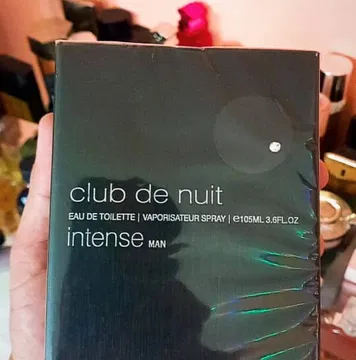 club de nuit
EAU DE TOILETTE | VAPORISATEUR SPRAY | ℮105ML 3.6FL.OZ
intense MAN